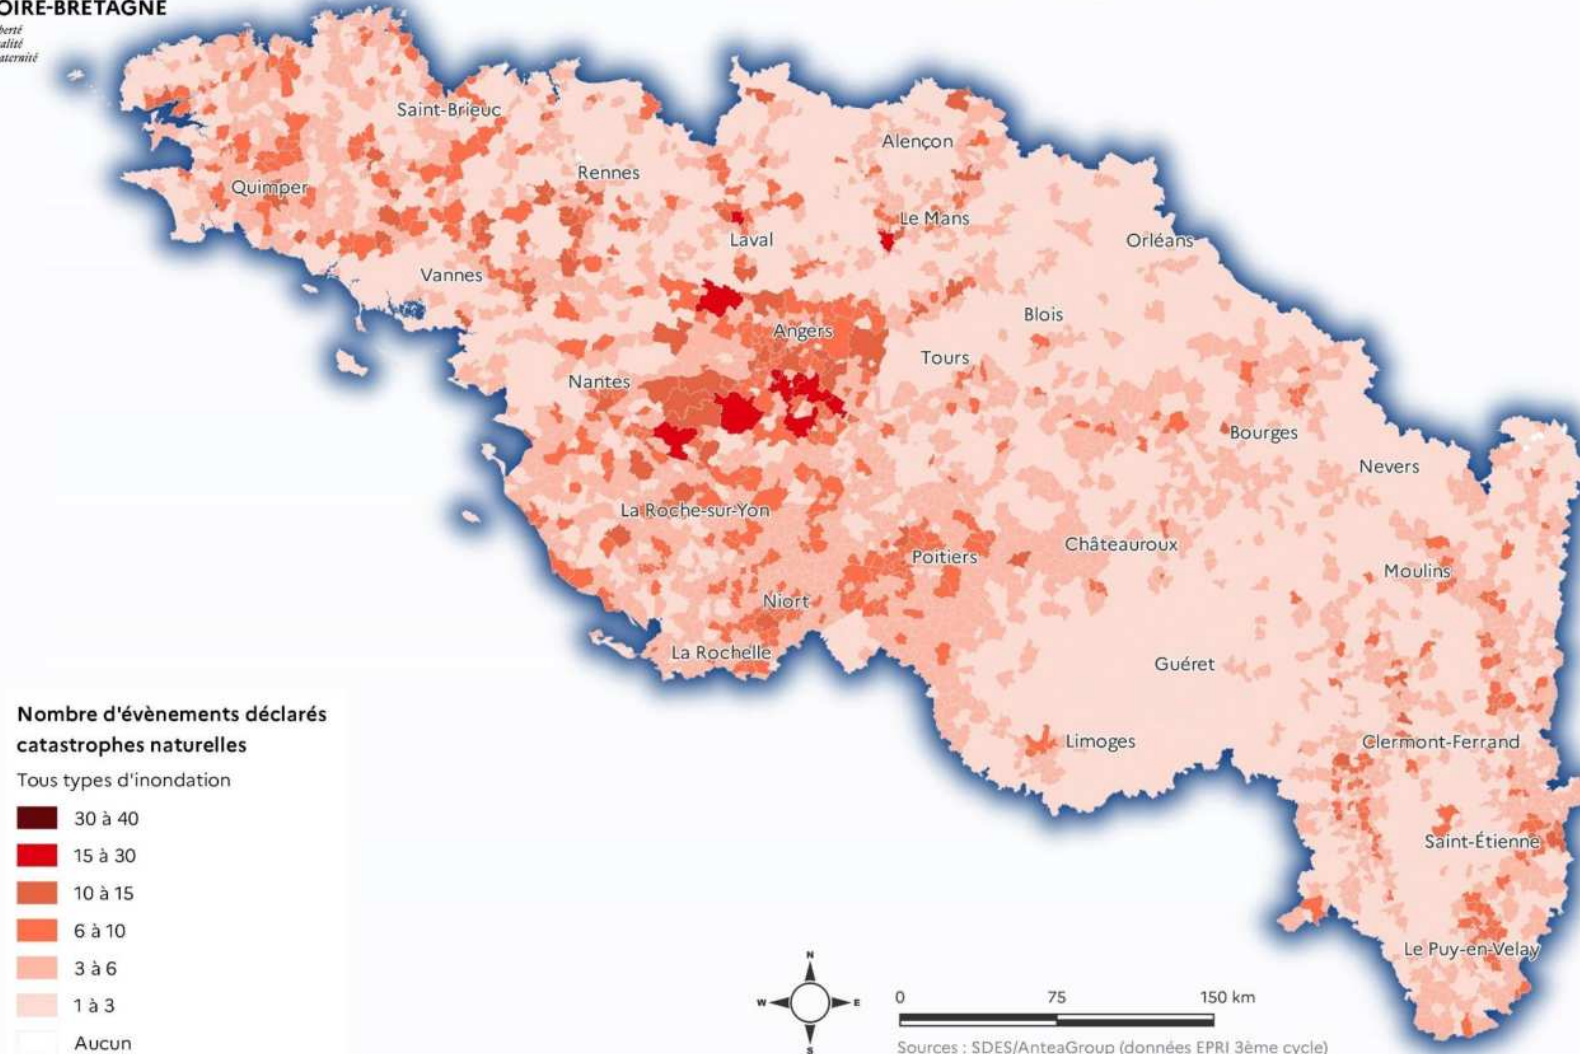 OIRE-BRETAGNE
berté
alité
aternité
Saint-Brieuc
Alençon
Rennes
Quimper
Le Mans
Laval
Orléans
Vannes
Blois
Angers
Tours
Nantes
Bourges
Nevers
La Roche-sur-Yon
Châteauroux
Poitiers
Moulins
Niort
La Rochelle
Guéret
Limoges
Clermont-Ferrand
Saint-Étienne
Le Puy-en-Velay
Nombre d'évènements déclarés
catastrophes naturelles
Tous types d'inondation
30 à 40
15 à 30
10 à 15
6 à 10
3 à 6
1 à 3
Aucun
N
W E
S
0 75 150 km
Sources : SDES/AnteaGroup (données EPRI 3ème cycle)